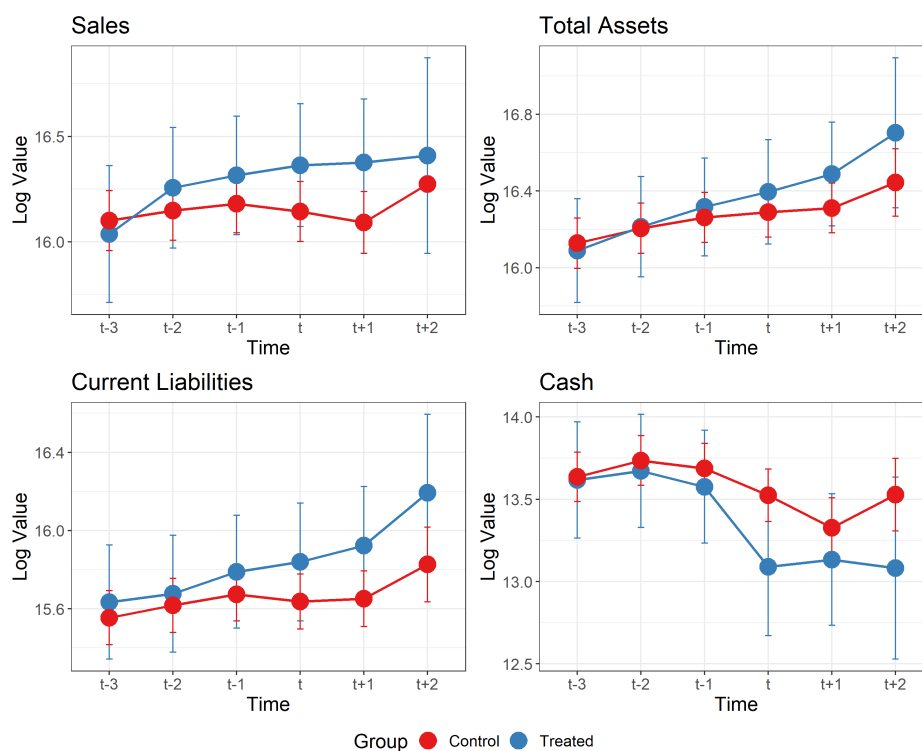 Sales
Log Value
16.5
16.0
t-3 t-2 t-1 t t+1 t+2
Time
Total Assets
Log Value
16.8
16.4
16.0
t-3 t-2 t-1 t t+1 t+2
Time
Current Liabilities
Log Value
16.4
16.0
15.6
t-3 t-2 t-1 t t+1 t+2
Time
Cash
Log Value
14.0
13.5
13.0
12.5
t-3 t-2 t-1 t t+1 t+2
Time
Group Control Treated